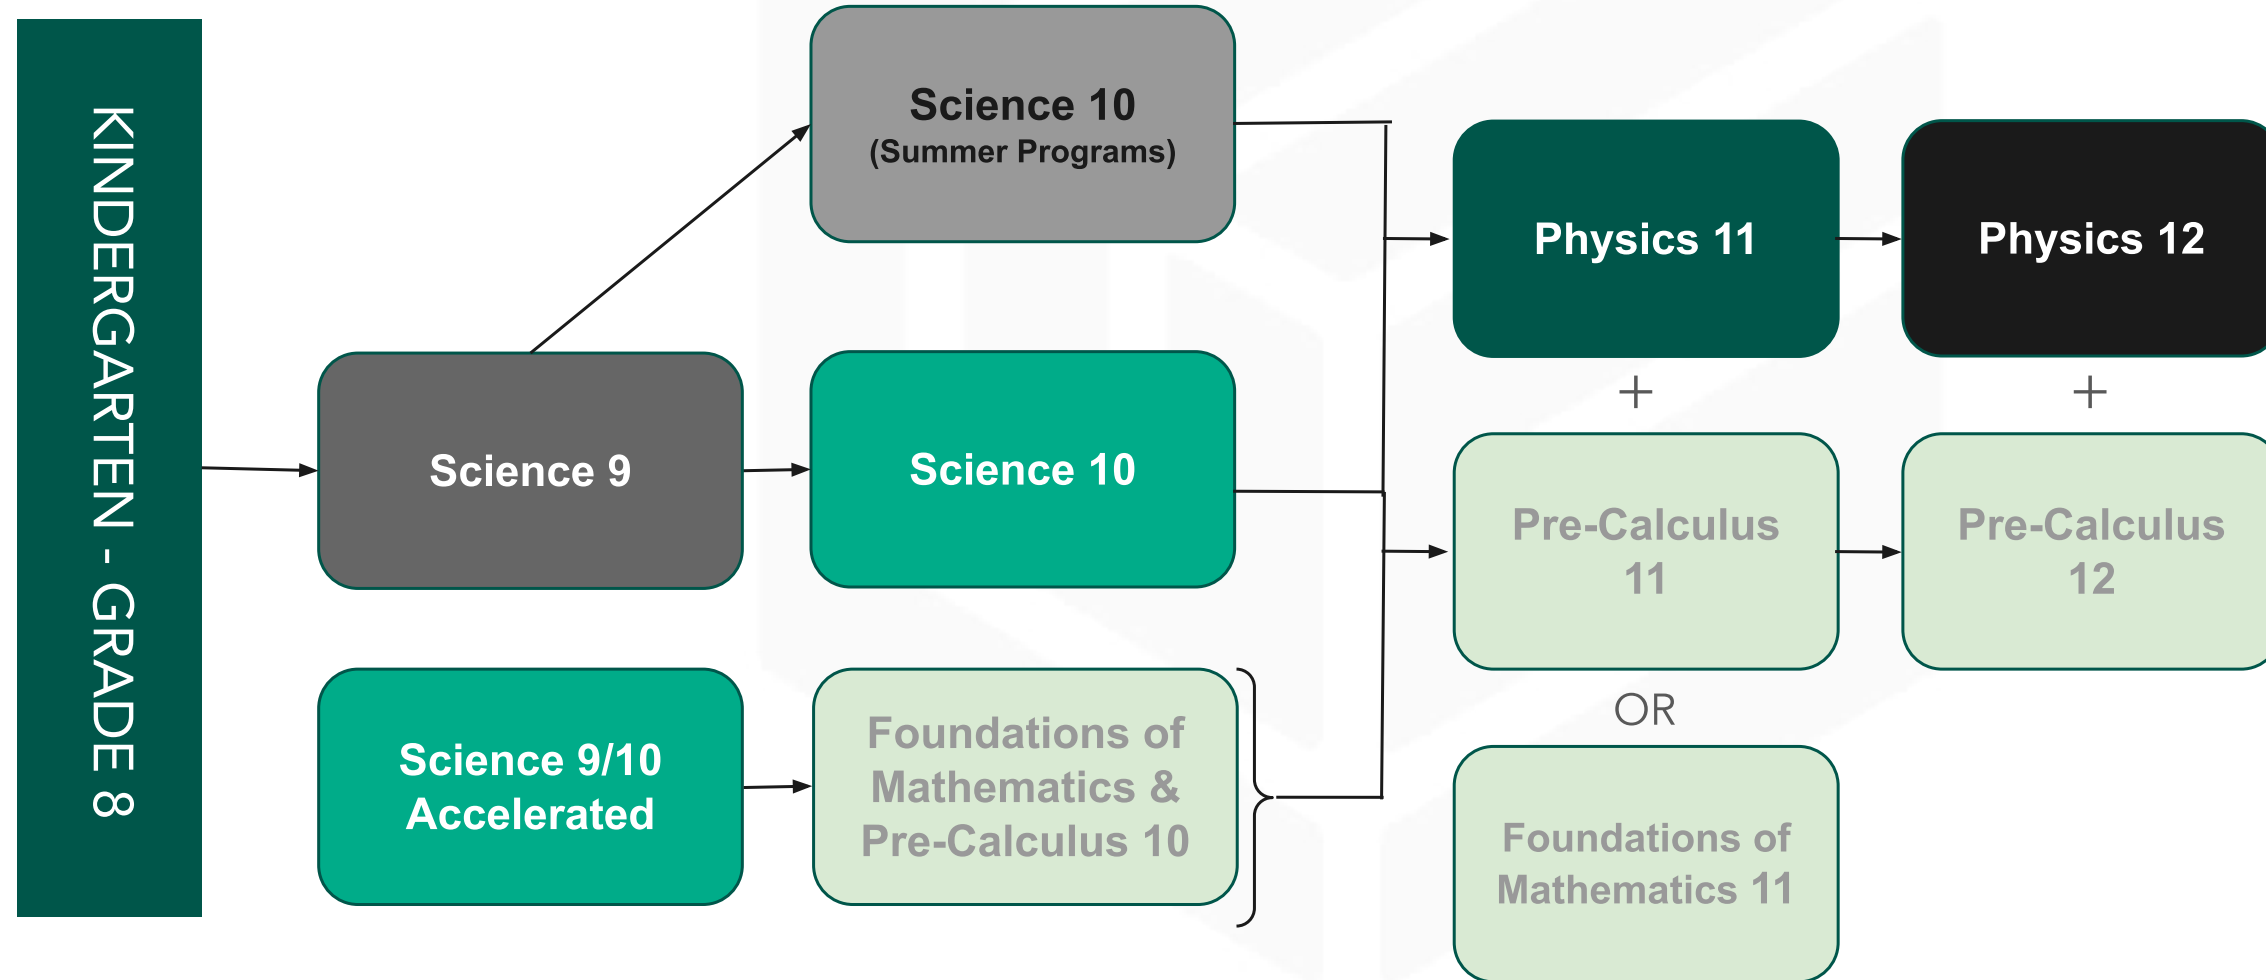 KINDERGARTEN - GRADE 8
Science 10
(Summer Programs)
Science 9
Science 10
Science 9/10
Accelerated
Foundations of
Mathematics &
Pre-Calculus 10
Physics 11
+
Pre-Calculus
11
OR
Foundations of
Mathematics 11
Physics 12
+
Pre-Calculus
12